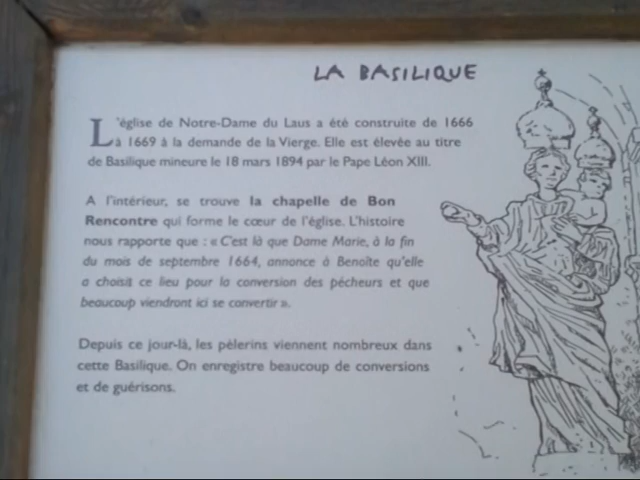 LA BASILIQUE
L'église de Notre-Dame du Laus a été construite de 1666
à 1669 à la demande de la Vierge. Elle est élevée au titre
de Basilique mineure le 18 mars 1894 par le Pape Léon XIII.
A l'intérieur, se trouve la chapelle de Bon
Rencontre qui forme le cœur de l'église. L'histoire
nous rapporte que : « C'est là que Dame Marie, à la fin
du mois de septembre 1664, annonce à Benoîte qu'elle
a choisit ce lieu pour la conversion des pécheurs et que
beaucoup viendront ici se convertir ».
Depuis ce jour-là, les pèlerins viennent nombreux dans
cette Basilique. On enregistre beaucoup de conversions
et de guérisons.